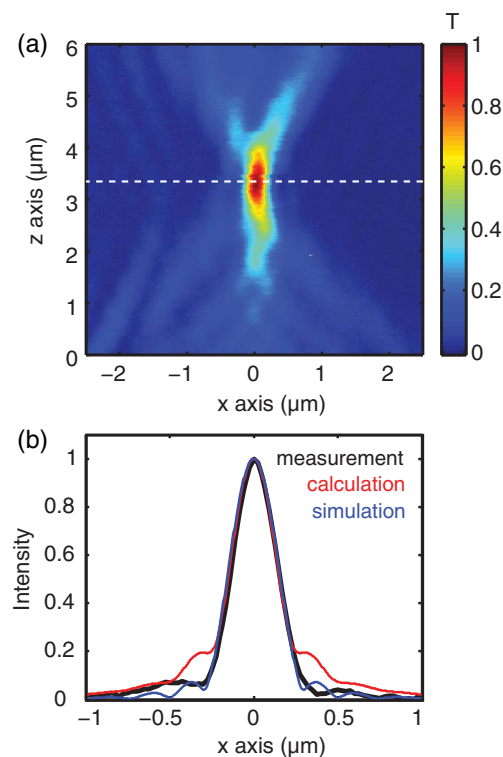 (a)
T
6
5
4
3
2
1
0
z axis (µm)
−2 −1 0 1 2
x axis (µm)
1
0.8
0.6
0.4
0.2
0
(b)
measurement
calculation
simulation
1
0.8
0.6
0.4
0.2
0
Intensity
−1 −0.5 0 0.5 1
x axis (µm)